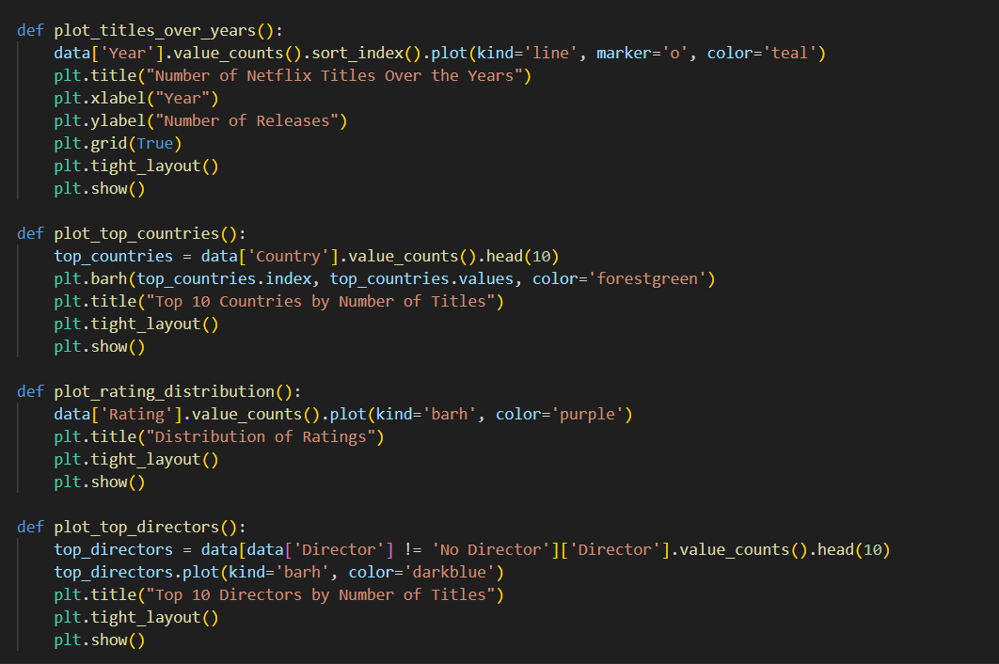 def plot_titles_over_years():
    data['Year'].value_counts().sort_index().plot(kind='line', marker='o', color='teal')
    plt.title("Number of Netflix Titles Over the Years")
    plt.xlabel("Year")
    plt.ylabel("Number of Releases")
    plt.grid(True)
    plt.tight_layout()
    plt.show()

def plot_top_countries():
    top_countries = data['Country'].value_counts().head(10)
    plt.barh(top_countries.index, top_countries.values, color='forestgreen')
    plt.title("Top 10 Countries by Number of Titles")
    plt.tight_layout()
    plt.show()

def plot_rating_distribution():
    data['Rating'].value_counts().plot(kind='barh', color='purple')
    plt.title("Distribution of Ratings")
    plt.tight_layout()
    plt.show()

def plot_top_directors():
    top_directors = data[data['Director'] != 'No Director']['Director'].value_counts().head(10)
    top_directors.plot(kind='barh', color='darkblue')
    plt.title("Top 10 Directors by Number of Titles")
    plt.tight_layout()
    plt.show()